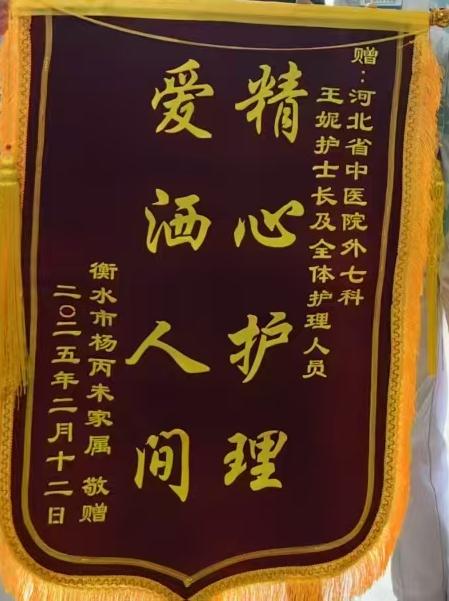 赠：河北省中医院外七科
王妮护士长及全体护理人员
精心护理
爱洒人间
衡水市杨丙未家属 敬赠
二〇二五年二月十二日